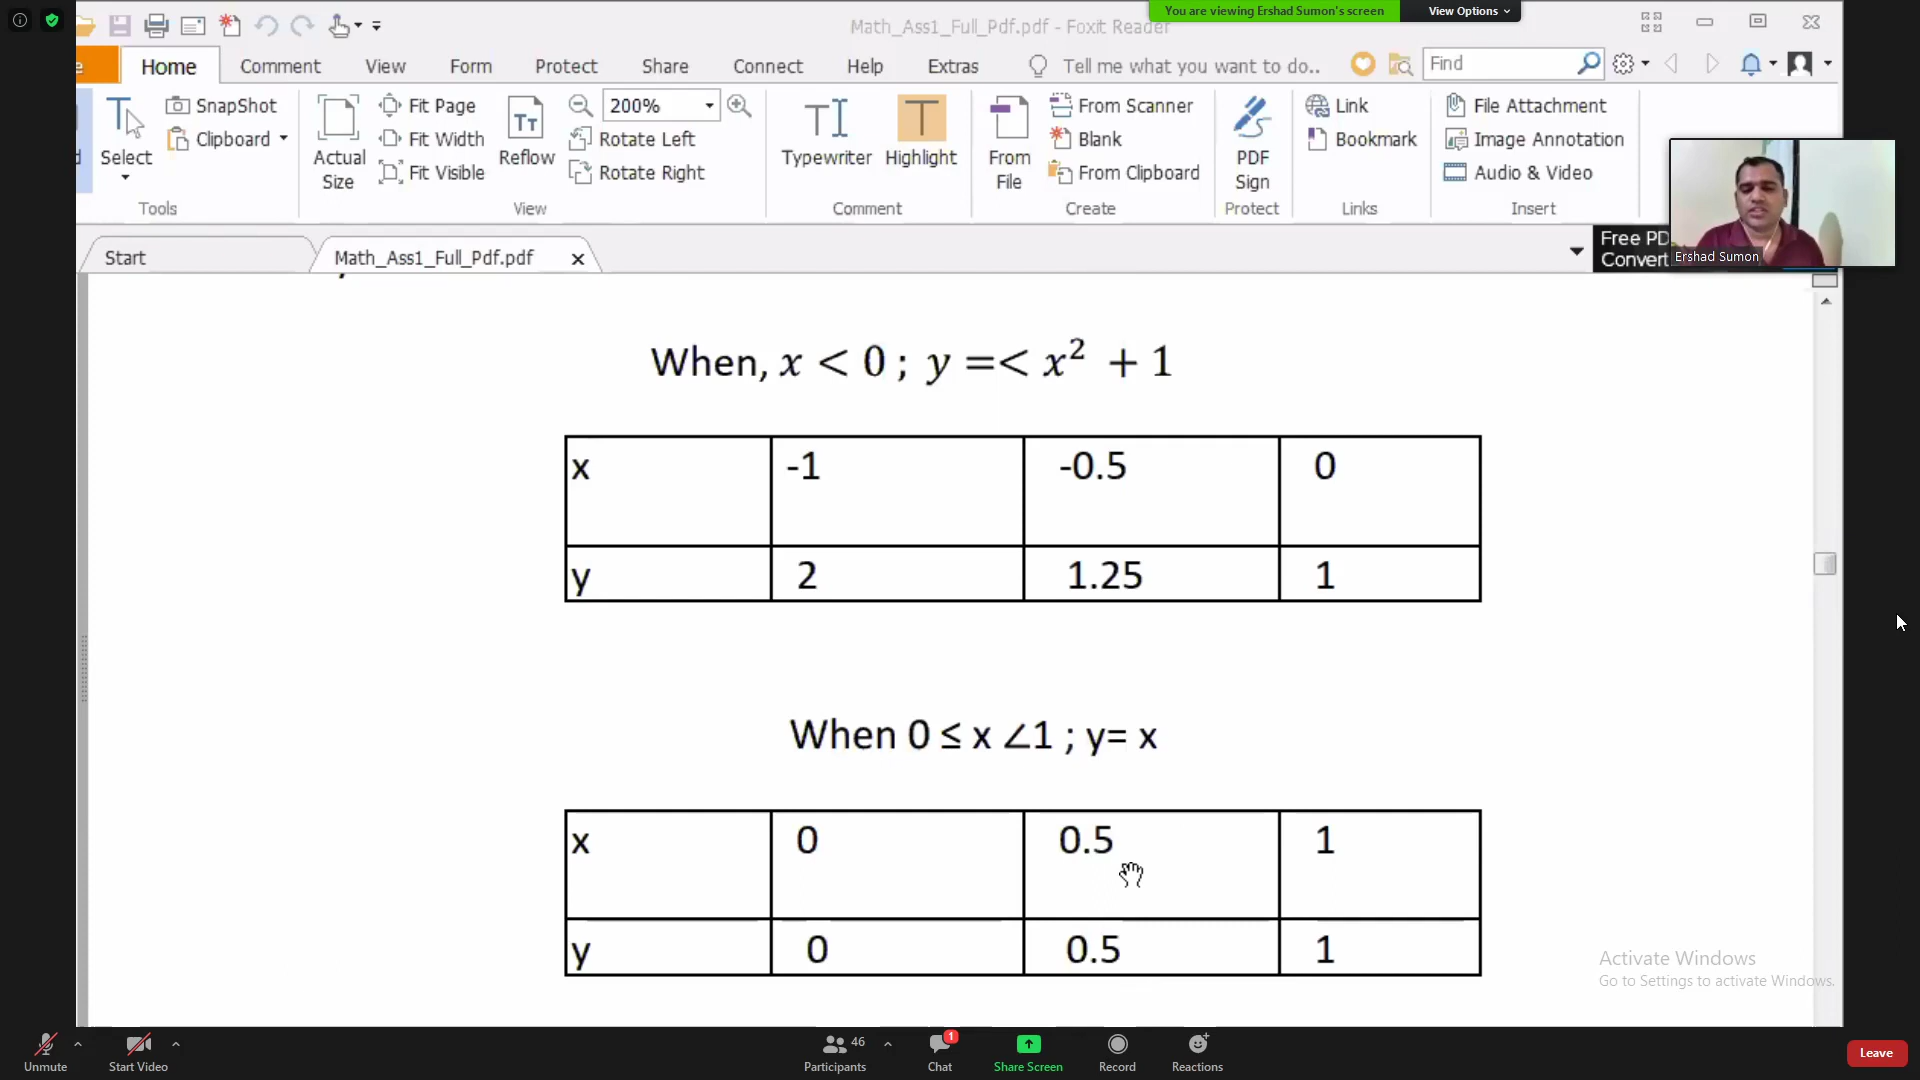 You are viewing Ershad Sumon's screen View Options
Math_Ass1_Full_Pdf.pdf - Foxit Reader
Home Comment View Form Protect Share Connect Help Extras Tell me what you want to do.. Find
SnapShot Fit Page 200% From Scanner Link File Attachment
Clipboard Fit Width Rotate Left Blank Bookmark Image Annotation
Select Actual Size Reflow Typewriter Highlight From File PDF Sign
Fit Visible Rotate Right From Clipboard Audio & Video
Tools View Comment Create Protect Links Insert
Start Math_Ass1_Full_Pdf.pdf
Free PD
Convert
Ershad Sumon
When, x < 0 ; y =< x² + 1
x -1 -0.5 0
y 2 1.25 1
When 0 ≤ x ∠1 ; y= x
x 0 0.5 1
y 0 0.5 1
Activate Windows
Go to Settings to activate Windows.
46 1
Unmute Start Video Participants Chat Share Screen Record Reactions Leave